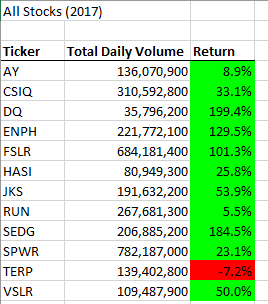 All Stocks (2017)
Ticker Total Daily Volume Return
AY 136,070,900 8.9%
CSIQ 310,592,800 33.1%
DQ 35,796,200 199.4%
ENPH 221,772,100 129.5%
FSLR 684,181,400 101.3%
HASI 80,949,300 25.8%
JKS 191,632,200 53.9%
RUN 267,681,300 5.5%
SEDG 206,885,200 184.5%
SPWR 782,187,000 23.1%
TERP 139,402,800 -7.2%
VSLR 109,487,900 50.0%